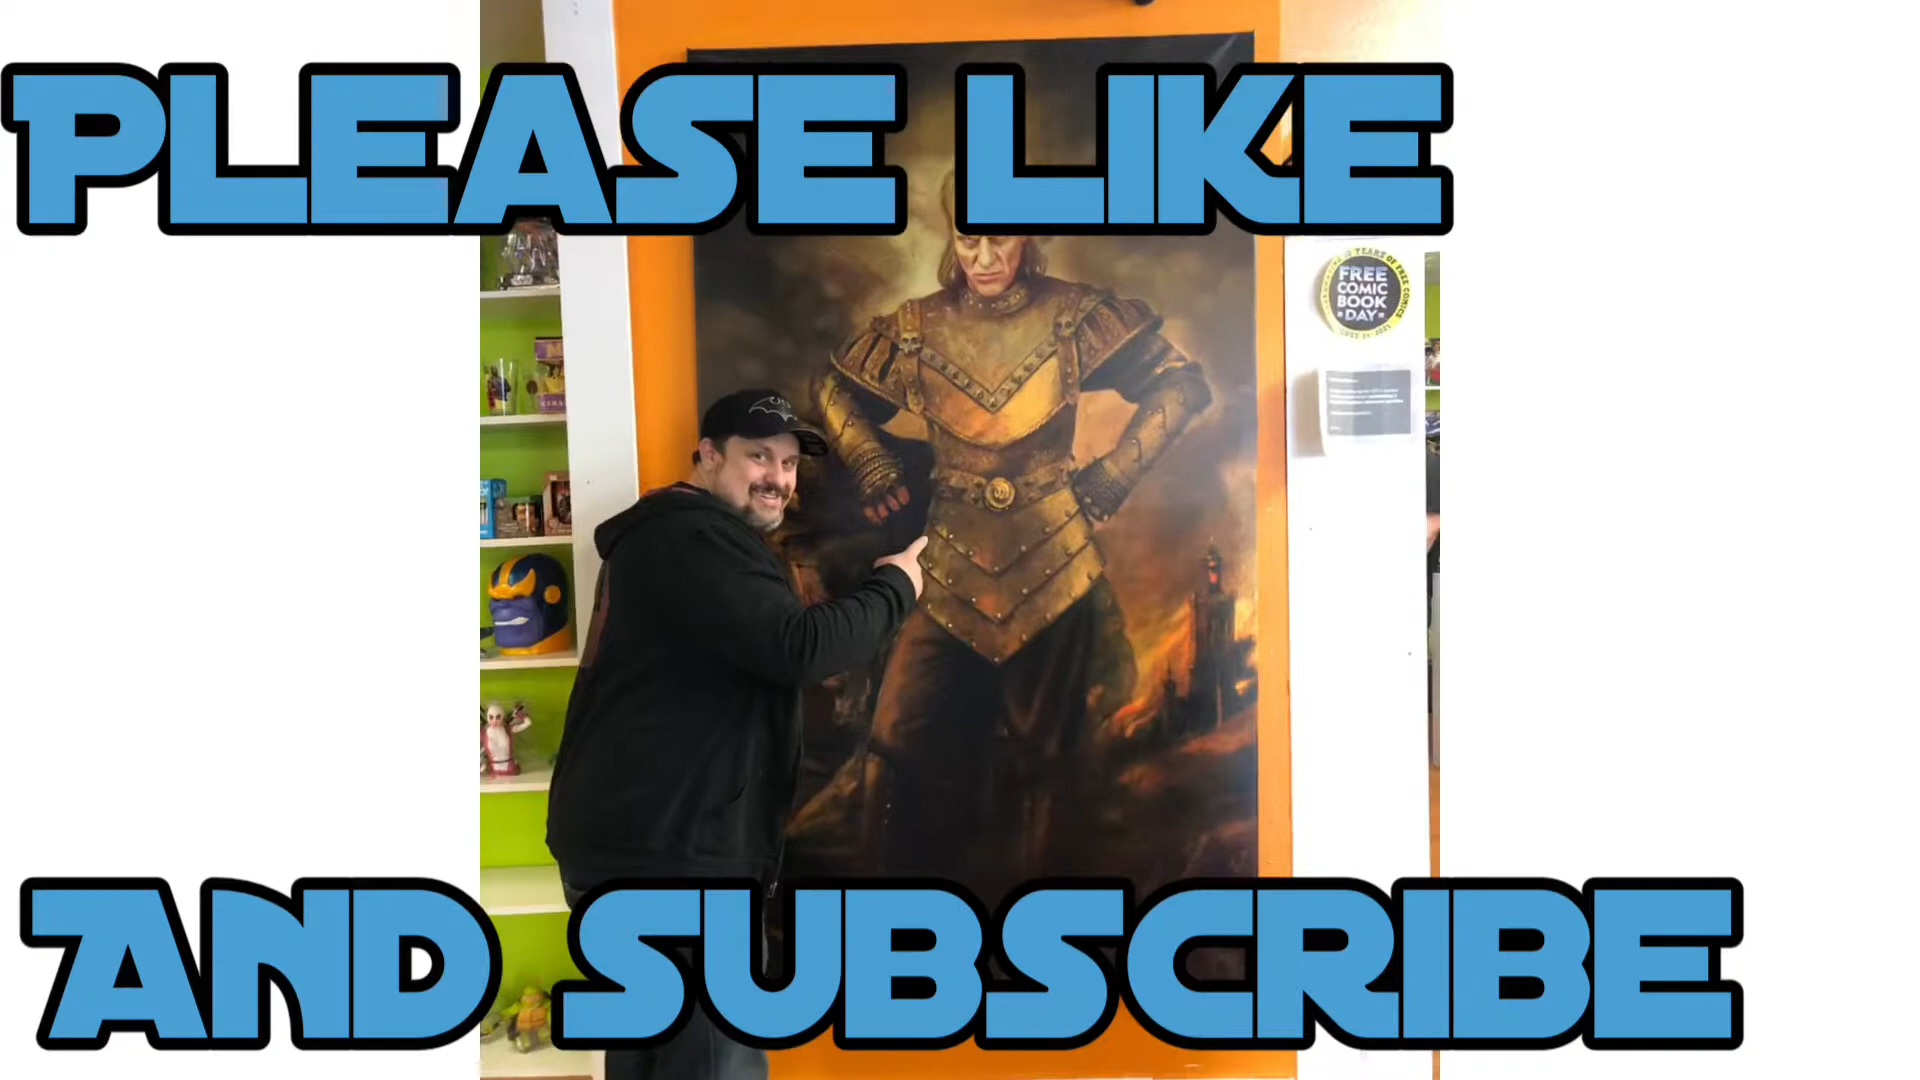 PLEASE LIKE
FREE
COMIC
BOOK
DAY
AND SUBSCRIBE